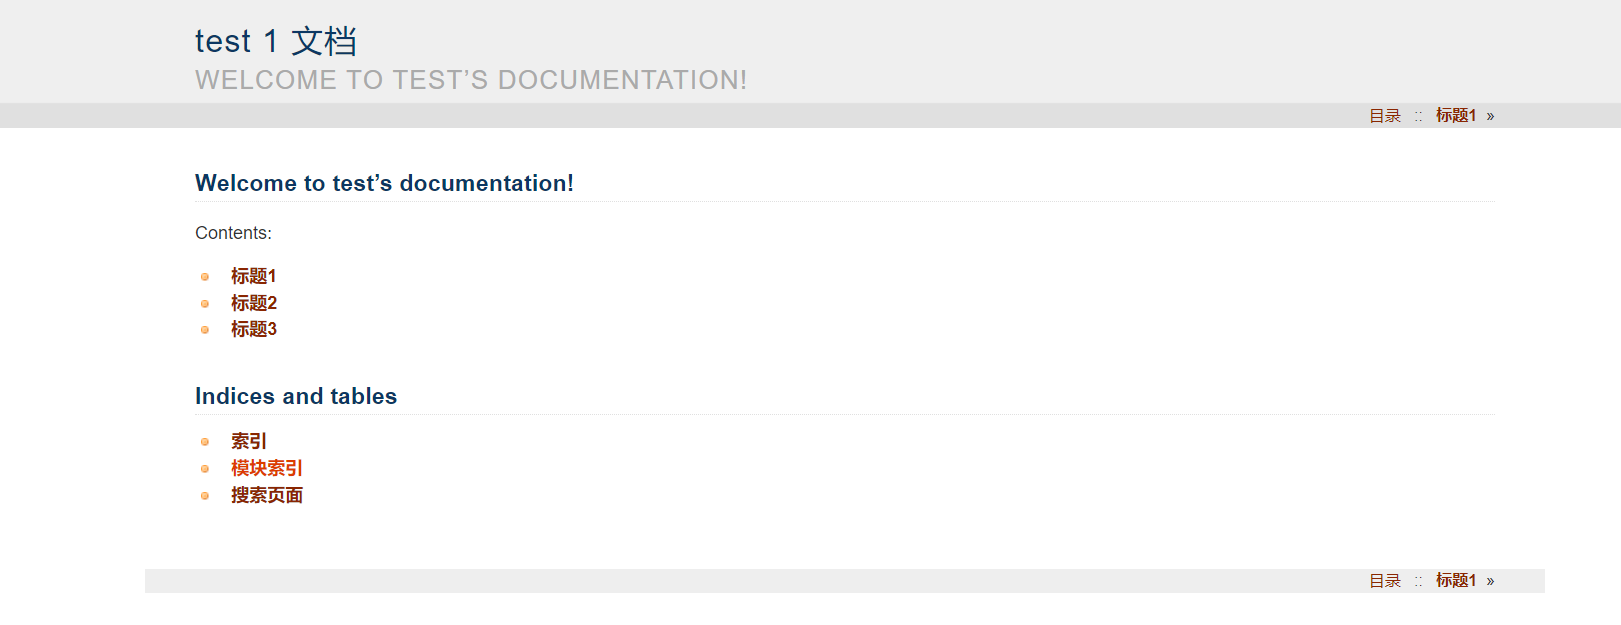 test 1 文档
WELCOME TO TEST’S DOCUMENTATION!
目录 :: 标题1 »
Welcome to test’s documentation!
Contents:
标题1
标题2
标题3
Indices and tables
索引
模块索引
搜索页面
目录 :: 标题1 »